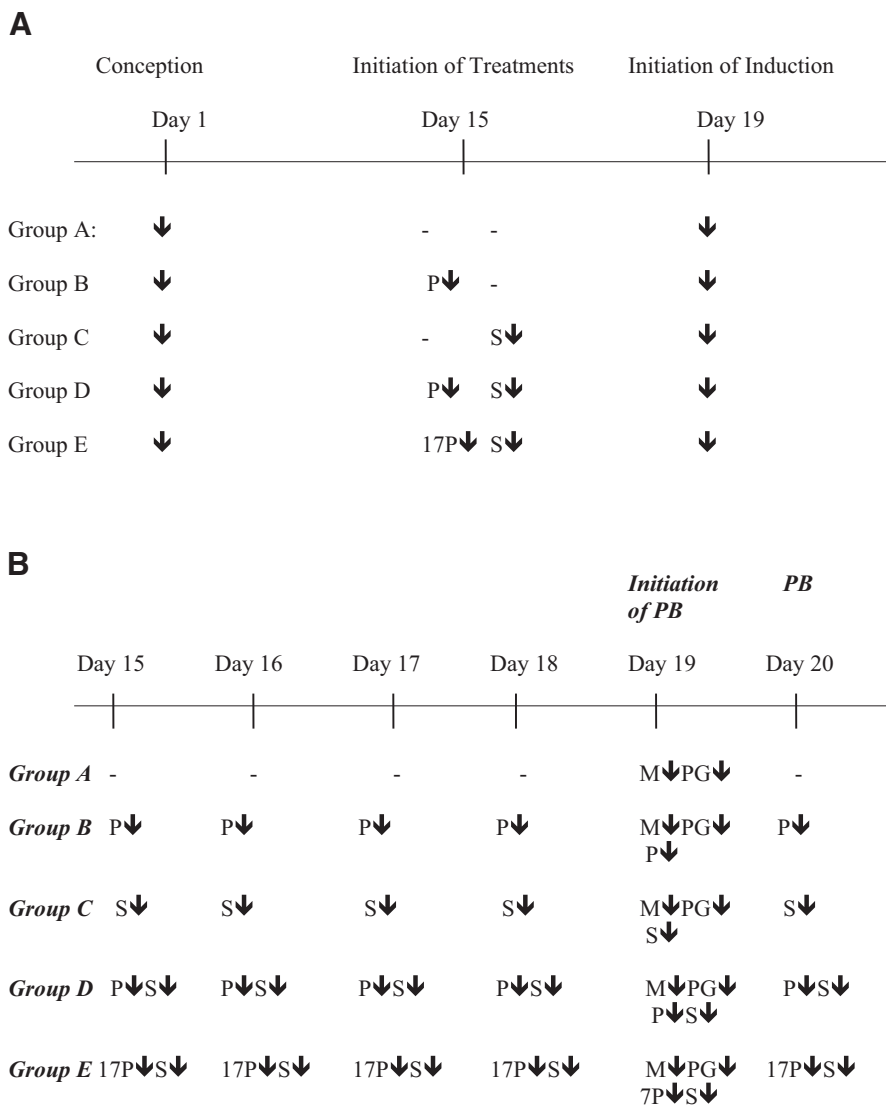 A
Conception Initiation of Treatments Initiation of Induction
Day 1 Day 15 Day 19
Group A: ↓ - - ↓
Group B ↓ P↓ - ↓
Group C ↓ - S↓ ↓
Group D ↓ P↓ S↓ ↓
Group E ↓ 17P↓ S↓ ↓
B
Initiation PB
of PB
Day 15 Day 16 Day 17 Day 18 Day 19 Day 20
Group A - - - - M↓PG↓ -
Group B P↓ P↓ P↓ P↓ M↓PG↓ P↓
P↓
Group C S↓ S↓ S↓ S↓ M↓PG↓ S↓
S↓
Group D P↓S↓ P↓S↓ P↓S↓ P↓S↓ M↓PG↓ P↓S↓
P↓S↓
Group E 17P↓S↓ 17P↓S↓ 17P↓S↓ 17P↓S↓ M↓PG↓ 17P↓S↓
7P↓S↓